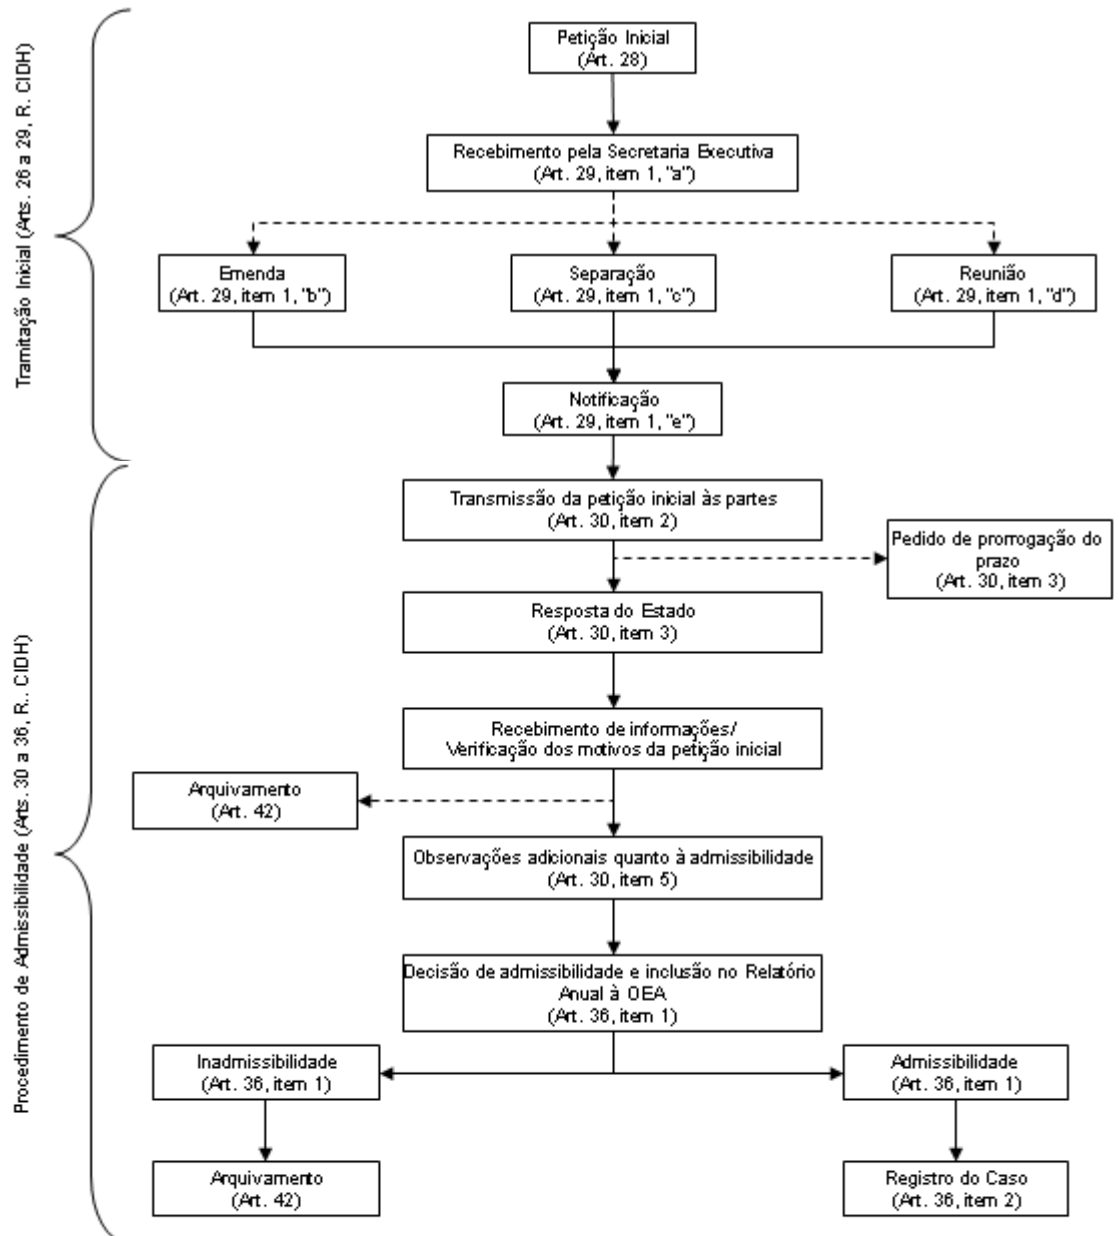 Tramitação Inicial (Arts. 26 a 29, R. CIDH)
Petição Inicial
(Art. 28)
Recebimento pela Secretaria Executiva
(Art. 29, item 1, "a")
Emenda
(Art. 29, item 1, "b")
Separação
(Art. 29, item 1, "c")
Reunião
(Art. 29, item 1, "d")
Notificação
(Art. 29, item 1, "e")
Procedimento de Admissibilidade (Arts. 30 a 36, R.. CIDH)
Transmissão da petição inicial às partes
(Art. 30, item 2)
Pedido de prorrogação do
prazo
(Art. 30, item 3)
Resposta do Estado
(Art. 30, item 3)
Recebimento de informações/
Verificação dos motivos da petição inicial
Arquivamento
(Art. 42)
Observações adicionais quanto à admissibilidade
(Art. 30, item 5)
Decisão de admissibilidade e inclusão no Relatório
Anual à OEA
(Art. 36, item 1)
Inadmissibilidade
(Art. 36, item 1)
Admissibilidade
(Art. 36, item 1)
Arquivamento
(Art. 42)
Registro do Caso
(Art. 36, item 2)